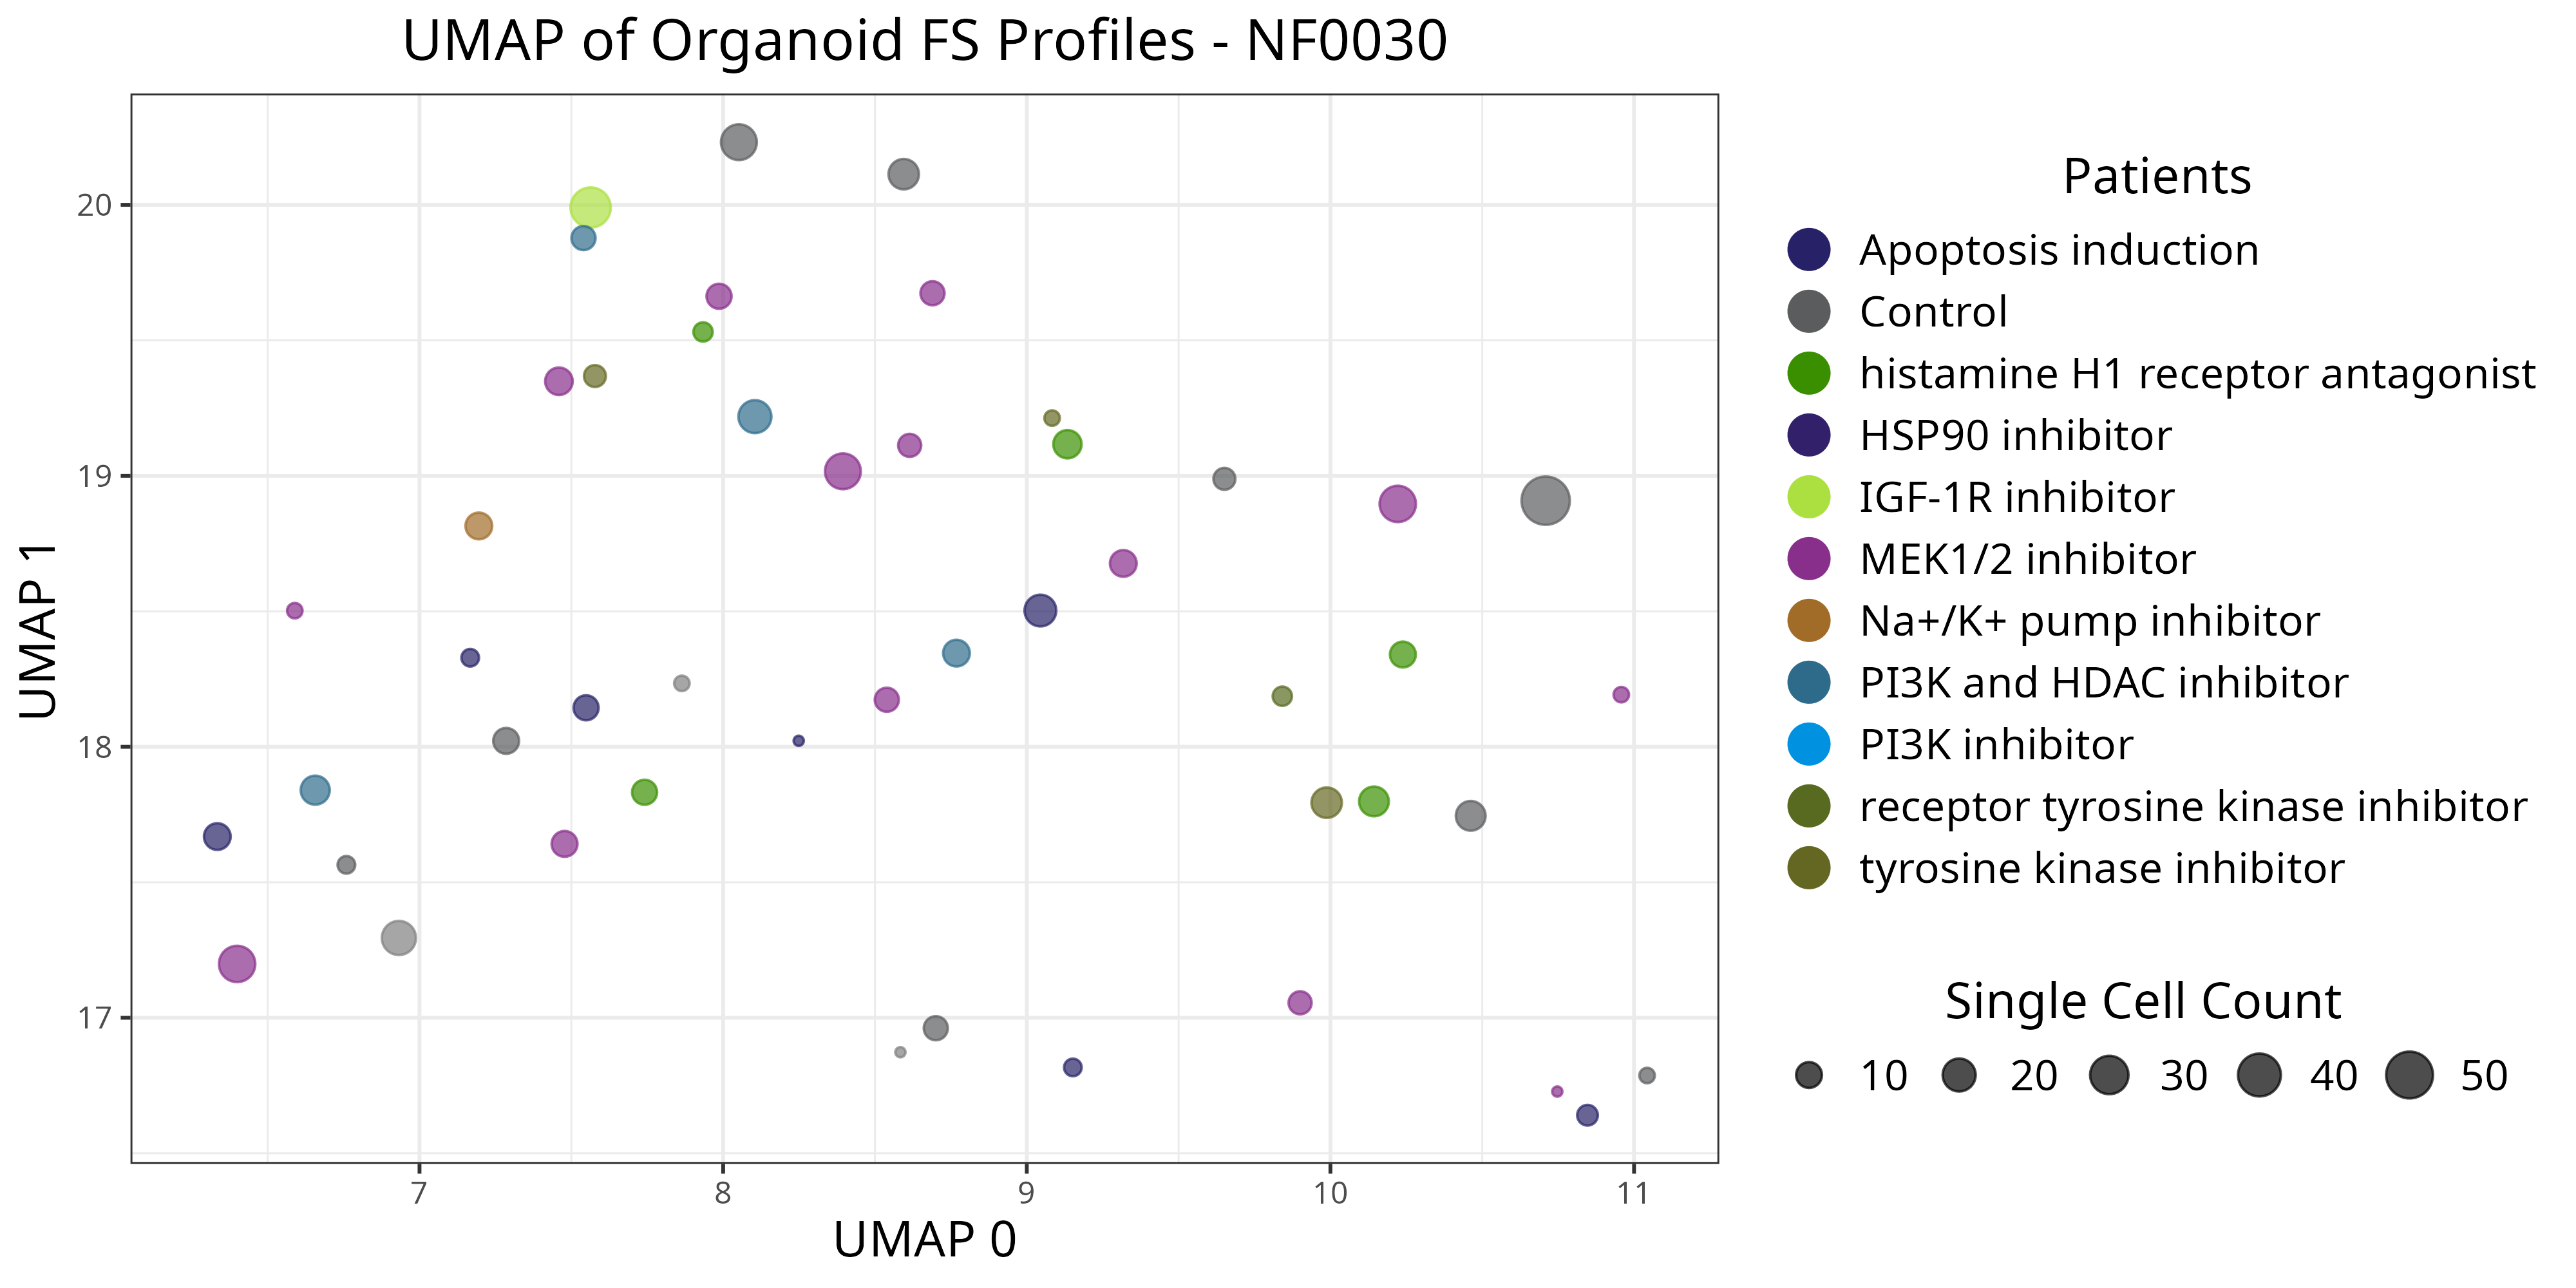 UMAP of Organoid FS Profiles - NF0030
20
19
18
17
UMAP 1
7 8 9 10 11
UMAP 0
Patients
Apoptosis induction
Control
histamine H1 receptor antagonist
HSP90 inhibitor
IGF-1R inhibitor
MEK1/2 inhibitor
Na+/K+ pump inhibitor
PI3K and HDAC inhibitor
PI3K inhibitor
receptor tyrosine kinase inhibitor
tyrosine kinase inhibitor
Single Cell Count
10 20 30 40 50